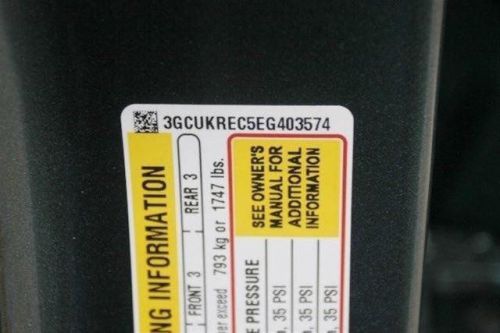 3GCUKREC5EG403574
NG INFORMATION
FRONT 3 REAR 3
er exceed 793 kg or 1747 lbs.
SEE OWNER'S
MANUAL FOR
ADDITIONAL
INFORMATION
E PRESSURE
35 PSI
35 PSI
35 PSI